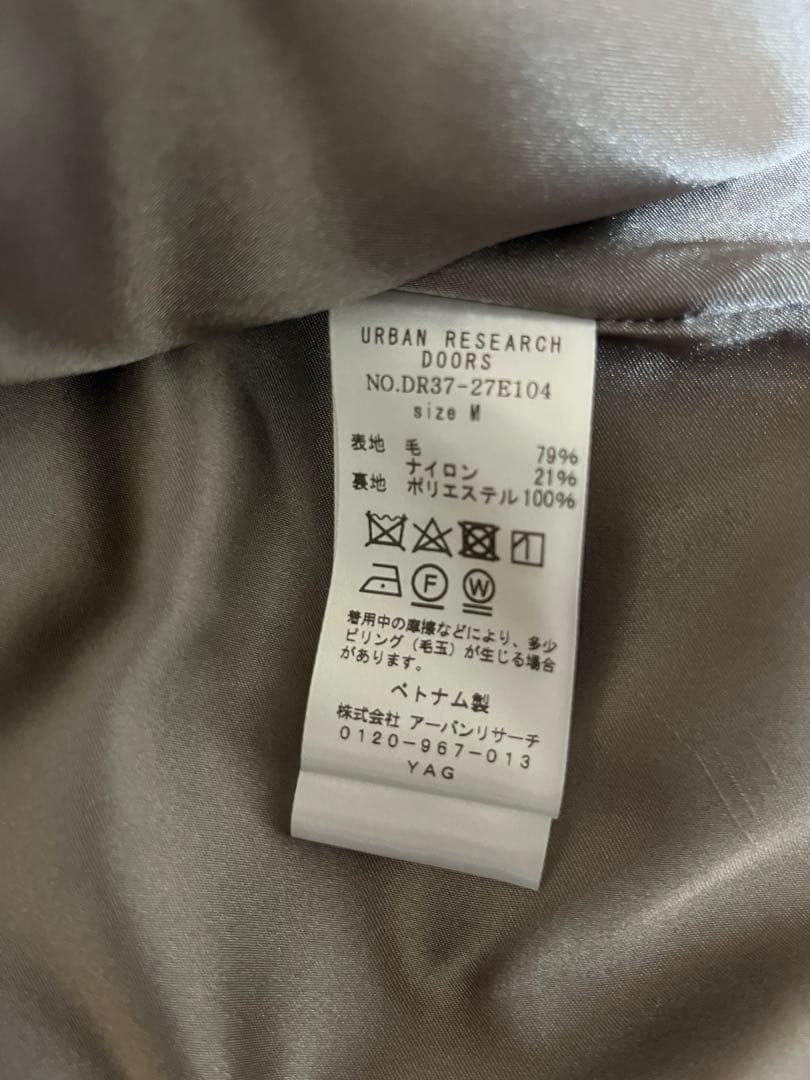 URBAN RESEARCH
DOORS
NO.DR37-27E104
size M
表地 毛 79%
ナイロン 21%
裏地 ポリエステル 100%
F W
着用中の摩擦などにより、多少
ピリング(毛玉)が生じる場合
があります。
ベトナム製
株式会社 アーバンリサーチ
0120-967-013
YAG